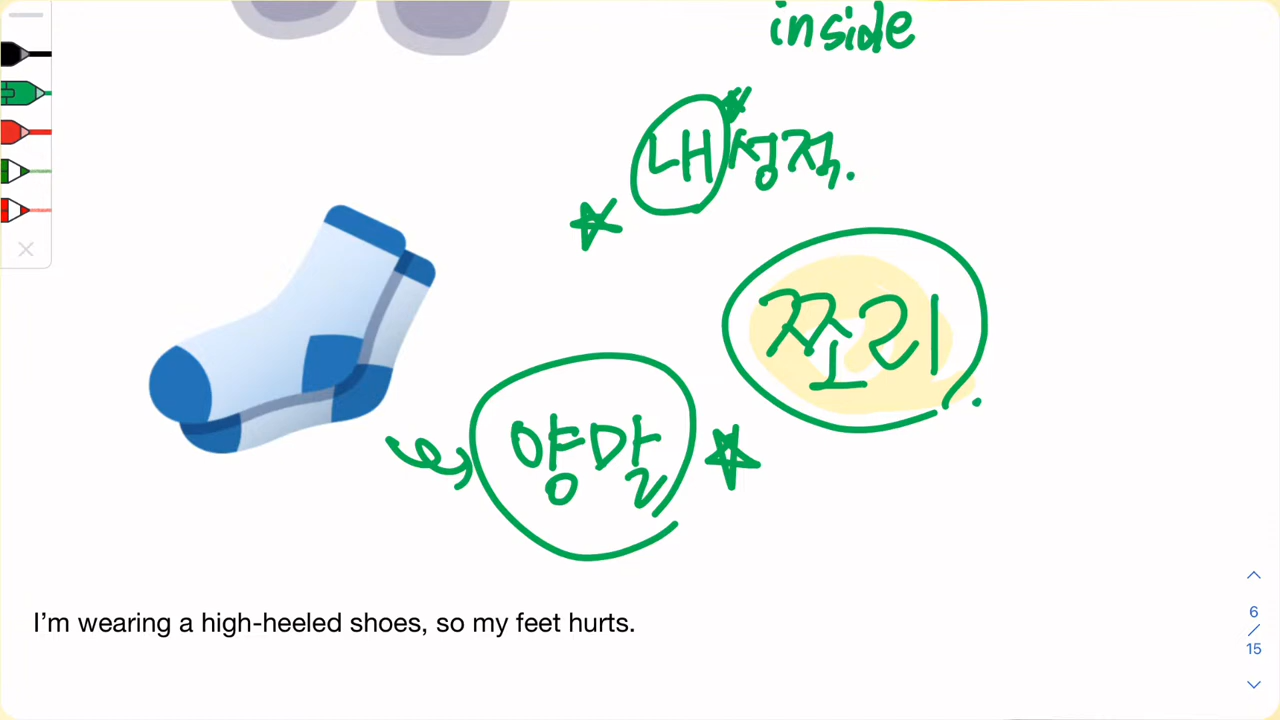 inside
내성적.
쪼리.
양말
I'm wearing a high-heeled shoes, so my feet hurts.
6
/
15